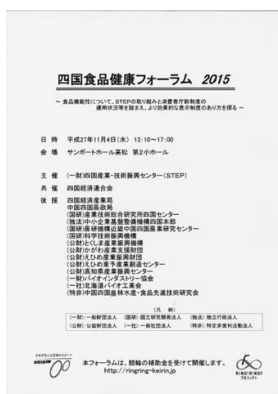 四国食品健康フォーラム 2015
～ 食品機能性について、STEPの取り組みと消費者庁新制度の
運用状況等を踏まえ、より効果的な表示制度のあり方を探る ～
日 時 平成27年11月4日(水) 13:10～17:00
会 場 サンポートホール高松 第2小ホール
主 催 (一財)四国産業・技術振興センター(STEP)
共 催 四国経済連合会
後 援 四国経済産業局
中国四国農政局
(国研)産業技術総合研究所四国センター
(独法)中小企業基盤整備機構四国本部
(国研)農研機構近畿中国四国農業研究センター
(国研)科学技術振興機構
(公財)とくしま産業振興機構
(公財)かがわ産業支援財団
(公財)えひめ産業振興財団
(公財)えひめ東予産業創造センター
(公財)高知県産業振興センター
(一財)バイオインダストリー協会
(一社)北海道バイオ工業会
(特非)中国四国農林水産・食品先進技術研究会
(凡 例)
(一財):一般財団法人 (国研):国立研究開発法人 (独法):独立行政法人
(公財):公益財団法人 (一社):一般社団法人 (特非):特定非営利活動法人
KEIRIN
本フォーラムは、競輪の補助金を受けて開催します。
http://ringring-keirin.jp/
RINGRING